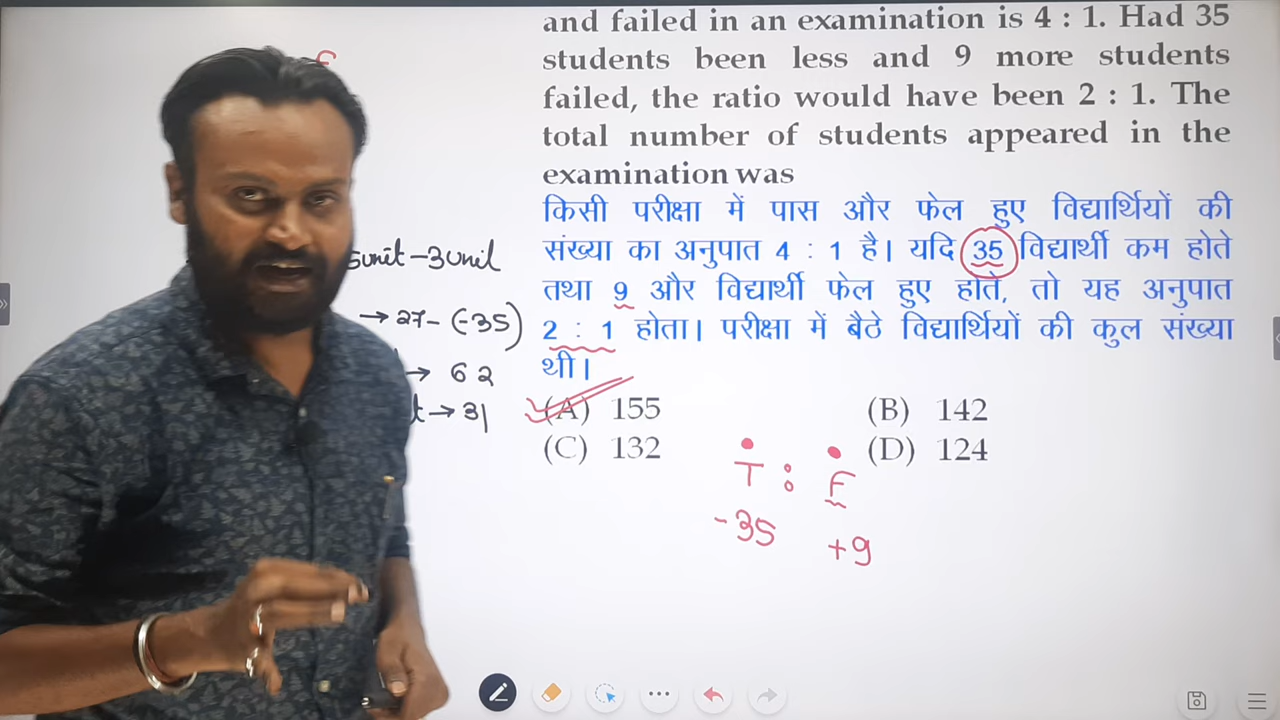 and failed in an examination is 4 : 1. Had 35
students been less and 9 more students
failed, the ratio would have been 2 : 1. The
total number of students appeared in the
examination was
किसी परीक्षा में पास और फेल हुए विद्यार्थियों की
संख्या का अनुपात 4 : 1 है। यदि 35 विद्यार्थी कम होते
तथा 9 और विद्यार्थी फेल हुए होते, तो यह अनुपात
2 : 1 होता। परीक्षा में बैठे विद्यार्थियों की कुल संख्या
थी।
(A) 155 (B) 142
(C) 132 (D) 124
5unit-3unit
→ 27-(-35)
→ 62
t → 31
T : F
-35 +9